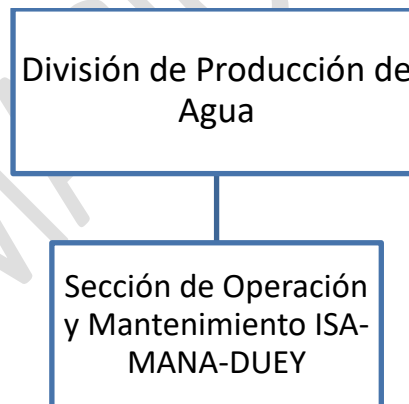 División de Producción de
Agua
Sección de Operación
y Mantenimiento ISA-
MANA-DUEY